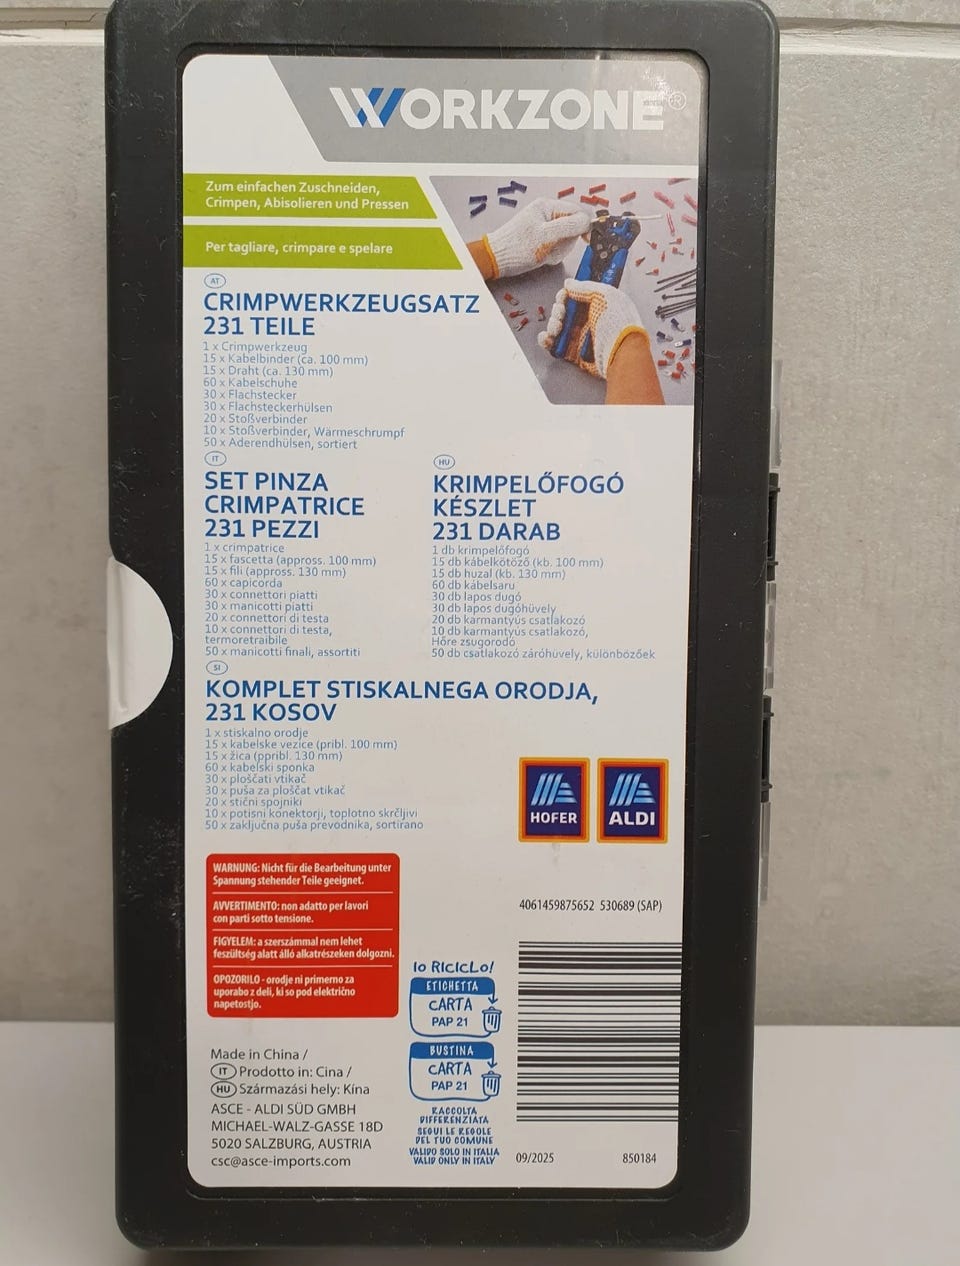 WORKZONE®
Zum einfachen Zuschneiden,
Crimpen, Abisolieren und Pressen
Per tagliare, crimpare e spelare
AT
CRIMPWERKZEUGSATZ
231 TEILE
1 x Crimpwerkzeug
15 x Kabelbinder (ca. 100 mm)
15 x Draht (ca. 130 mm)
60 x Kabelschuhe
30 x Flachstecker
30 x Flachsteckerhülsen
20 x Stoßverbinder
10 x Stoßverbinder, Wärmeschrumpf
50 x Aderendhülsen, sortiert
IT
SET PINZA
CRIMPATRICE
231 PEZZI
1 x crimpatrice
15 x fascetta (appross. 100 mm)
15 x fili (appross. 130 mm)
60 x capicorda
30 x connettori piatti
30 x manicotti piatti
20 x connettori di testa
10 x connettori di testa,
termoretraibile
50 x manicotti finali, assortiti
HU
KRIMPELŐFOGÓ
KÉSZLET
231 DARAB
1 db krimpelőfogó
15 db kábelkötöző (kb. 100 mm)
15 db huzal (kb. 130 mm)
60 db kábelsaru
30 db lapos dugó
30 db lapos dugóhüvely
20 db karmantyús csatlakozó
10 db karmantyús csatlakozó,
Hőre zsugorodó
50 db csatlakozó záróhüvely, különbözőek
SI
KOMPLET STISKALNEGA ORODJA,
231 KOSOV
1 x stiskalno orodje
15 x kabelske vezice (pribl. 100 mm)
15 x žica (ppribl. 130 mm)
60 x kabelski sponka
30 x ploščati vtikač
30 x puša za ploščat vtikač
20 x stični spojniki
10 x potisni konektorji, toplotno skrčljivi
50 x zaključna puša prevodnika, sortirano
HOFER
ALDI
WARNUNG: Nicht für die Bearbeitung unter
Spannung stehender Teile geeignet.
AVVERTIMENTO: non adatto per lavori
con parti sotto tensione.
FIGYELEM: a szerszámmal nem lehet
feszültség alatt álló alkatrészeken dolgozni.
OPOZORILO - orodje ni primerno za
uporabo z deli, ki so pod električno
napetostjo.
4061459875652 530689 (SAP)
IO RICICLO!
ETICHETTA
CARTA
PAP 21
BUSTINA
CARTA
PAP 21
RACCOLTA
DIFFERENZIATA
SEGUI LE REGOLE
DEL TUO COMUNE
VALIDO SOLO IN ITALIA
VALID ONLY IN ITALY
Made in China /
IT Prodotto in: Cina /
HU Származási hely: Kína
ASCE - ALDI SÜD GMBH
MICHAEL-WALZ-GASSE 18D
5020 SALZBURG, AUSTRIA
csc@asce-imports.com
09/2025 850184